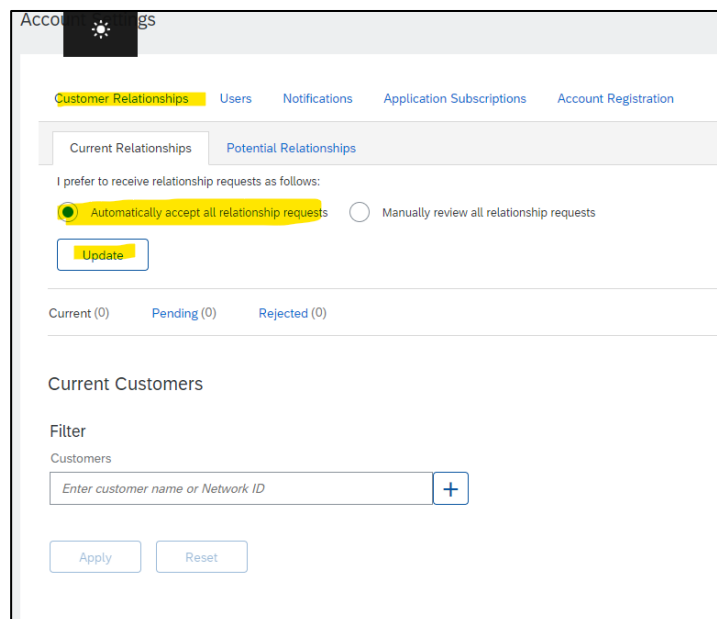 Account Settings
Customer Relationships Users Notifications Application Subscriptions Account Registration
Current Relationships Potential Relationships
I prefer to receive relationship requests as follows:
Automatically accept all relationship requests Manually review all relationship requests
Update
Current (0) Pending (0) Rejected (0)
Current Customers
Filter
Customers
Enter customer name or Network ID +
Apply Reset